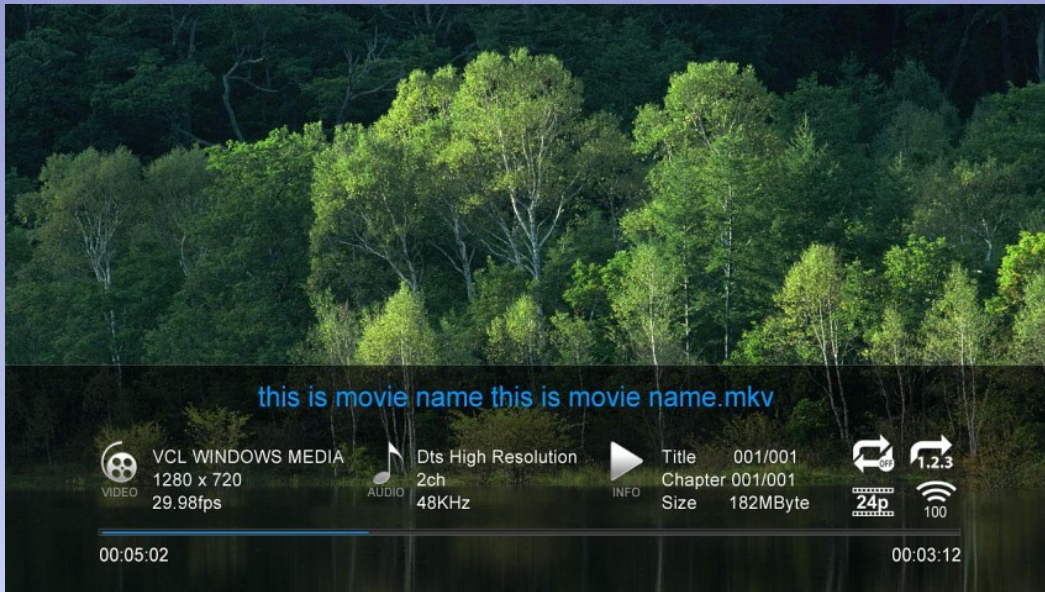 this is movie name this is movie name.mkv
VIDEO
VCL WINDOWS MEDIA
1280 x 720
29.98fps
AUDIO
Dts High Resolution
2ch
48KHz
INFO
Title 001/001
Chapter 001/001
Size 182MByte
OFF
1.2.3
24p
100
00:05:02
00:03:12